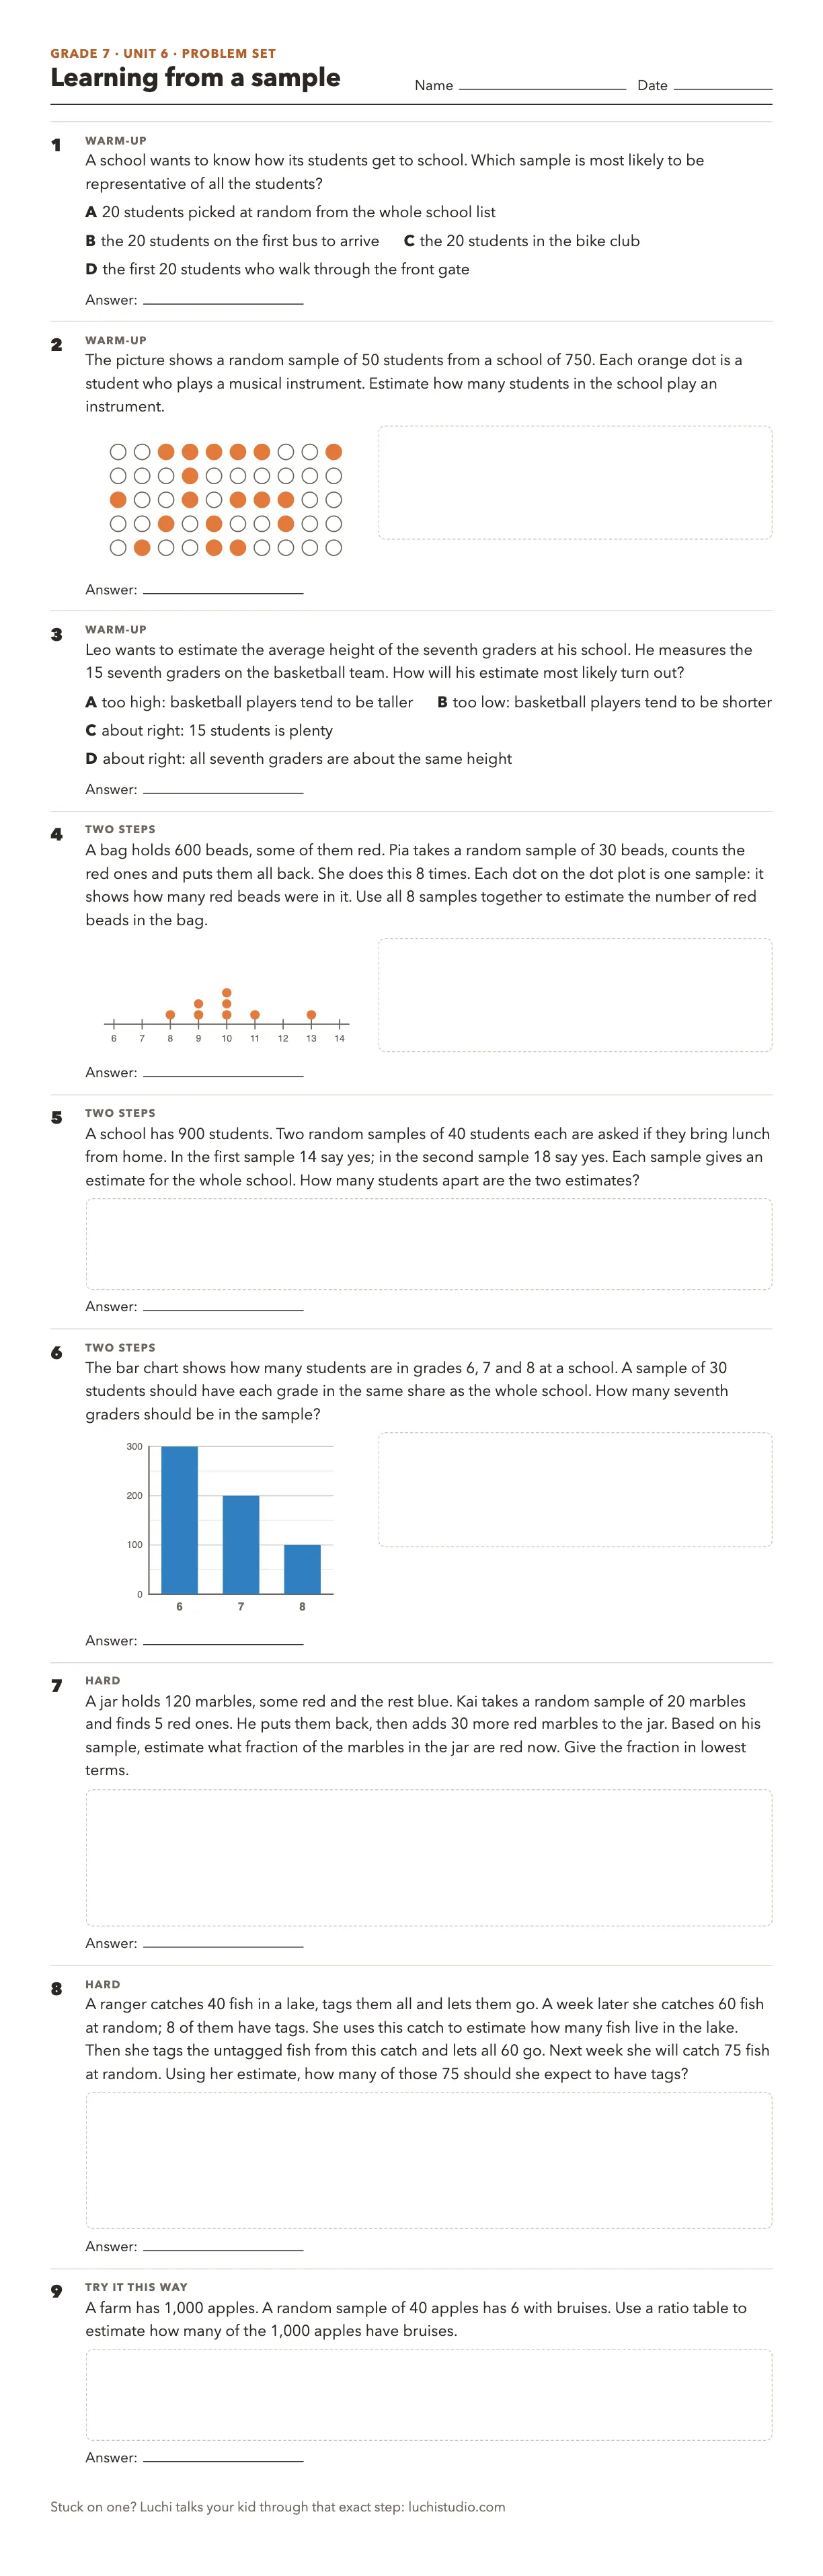 GRADE 7 · UNIT 6 · PROBLEM SET
Learning from a sample
Name Date
1
WARM-UP
A school wants to know how its students get to school. Which sample is most likely to be
representative of all the students?
A 20 students picked at random from the whole school list
B the 20 students on the first bus to arrive C the 20 students in the bike club
D the first 20 students who walk through the front gate
Answer:
2
WARM-UP
The picture shows a random sample of 50 students from a school of 750. Each orange dot is a
student who plays a musical instrument. Estimate how many students in the school play an
instrument.
Answer:
3
WARM-UP
Leo wants to estimate the average height of the seventh graders at his school. He measures the
15 seventh graders on the basketball team. How will his estimate most likely turn out?
A too high: basketball players tend to be taller B too low: basketball players tend to be shorter
C about right: 15 students is plenty
D about right: all seventh graders are about the same height
Answer:
4
TWO STEPS
A bag holds 600 beads, some of them red. Pia takes a random sample of 30 beads, counts the
red ones and puts them all back. She does this 8 times. Each dot on the dot plot is one sample: it
shows how many red beads were in it. Use all 8 samples together to estimate the number of red
beads in the bag.
6 7 8 9 10 11 12 13 14
Answer:
5
TWO STEPS
A school has 900 students. Two random samples of 40 students each are asked if they bring lunch
from home. In the first sample 14 say yes; in the second sample 18 say yes. Each sample gives an
estimate for the whole school. How many students apart are the two estimates?
Answer:
6
TWO STEPS
The bar chart shows how many students are in grades 6, 7 and 8 at a school. A sample of 30
students should have each grade in the same share as the whole school. How many seventh
graders should be in the sample?
300
200
100
0
6 7 8
Answer:
7
HARD
A jar holds 120 marbles, some red and the rest blue. Kai takes a random sample of 20 marbles
and finds 5 red ones. He puts them back, then adds 30 more red marbles to the jar. Based on his
sample, estimate what fraction of the marbles in the jar are red now. Give the fraction in lowest
terms.
Answer:
8
HARD
A ranger catches 40 fish in a lake, tags them all and lets them go. A week later she catches 60 fish
at random; 8 of them have tags. She uses this catch to estimate how many fish live in the lake.
Then she tags the untagged fish from this catch and lets all 60 go. Next week she will catch 75 fish
at random. Using her estimate, how many of those 75 should she expect to have tags?
Answer:
9
TRY IT THIS WAY
A farm has 1,000 apples. A random sample of 40 apples has 6 with bruises. Use a ratio table to
estimate how many of the 1,000 apples have bruises.
Answer:
Stuck on one? Luchi talks your kid through that exact step: luchistudio.com